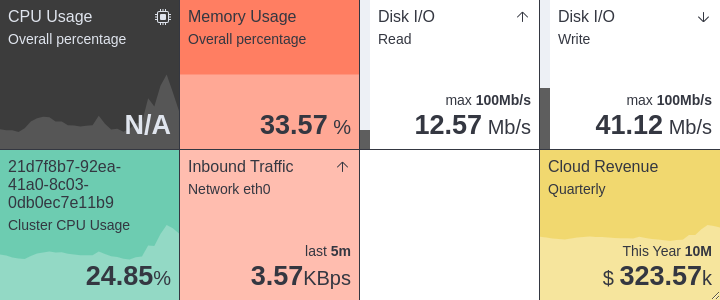 CPU Usage
Overall percentage
N/A
Memory Usage
Overall percentage
33.57 %
Disk I/O
Read
max 100Mb/s
12.57 Mb/s
Disk I/O
Write
max 100Mb/s
41.12 Mb/s
21d7f8b7-92ea-
41a0-8c03-
0db0ec7e11b9
Cluster CPU Usage
24.85%
Inbound Traffic
Network eth0
last 5m
3.57KBps
Cloud Revenue
Quarterly
This Year 10M
$ 323.57k